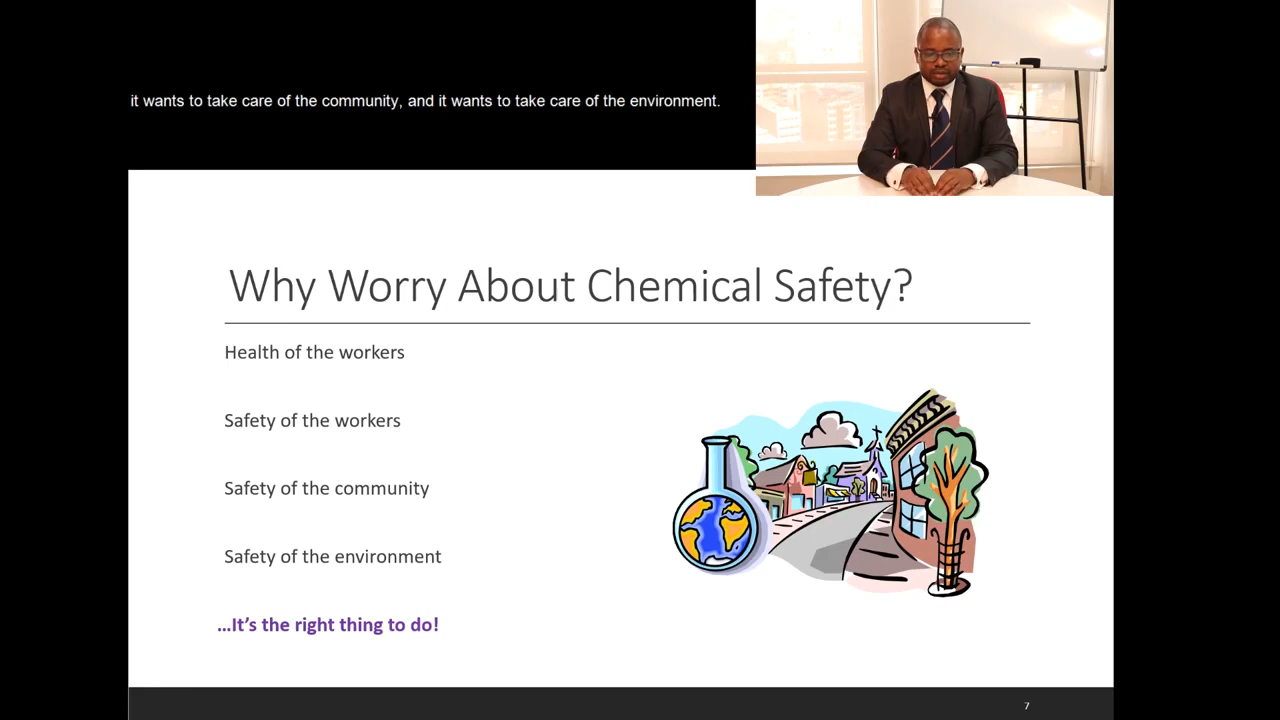 it wants to take care of the community, and it wants to take care of the environment.
Why Worry About Chemical Safety?
Health of the workers
Safety of the workers
Safety of the community
Safety of the environment
…It’s the right thing to do!
7